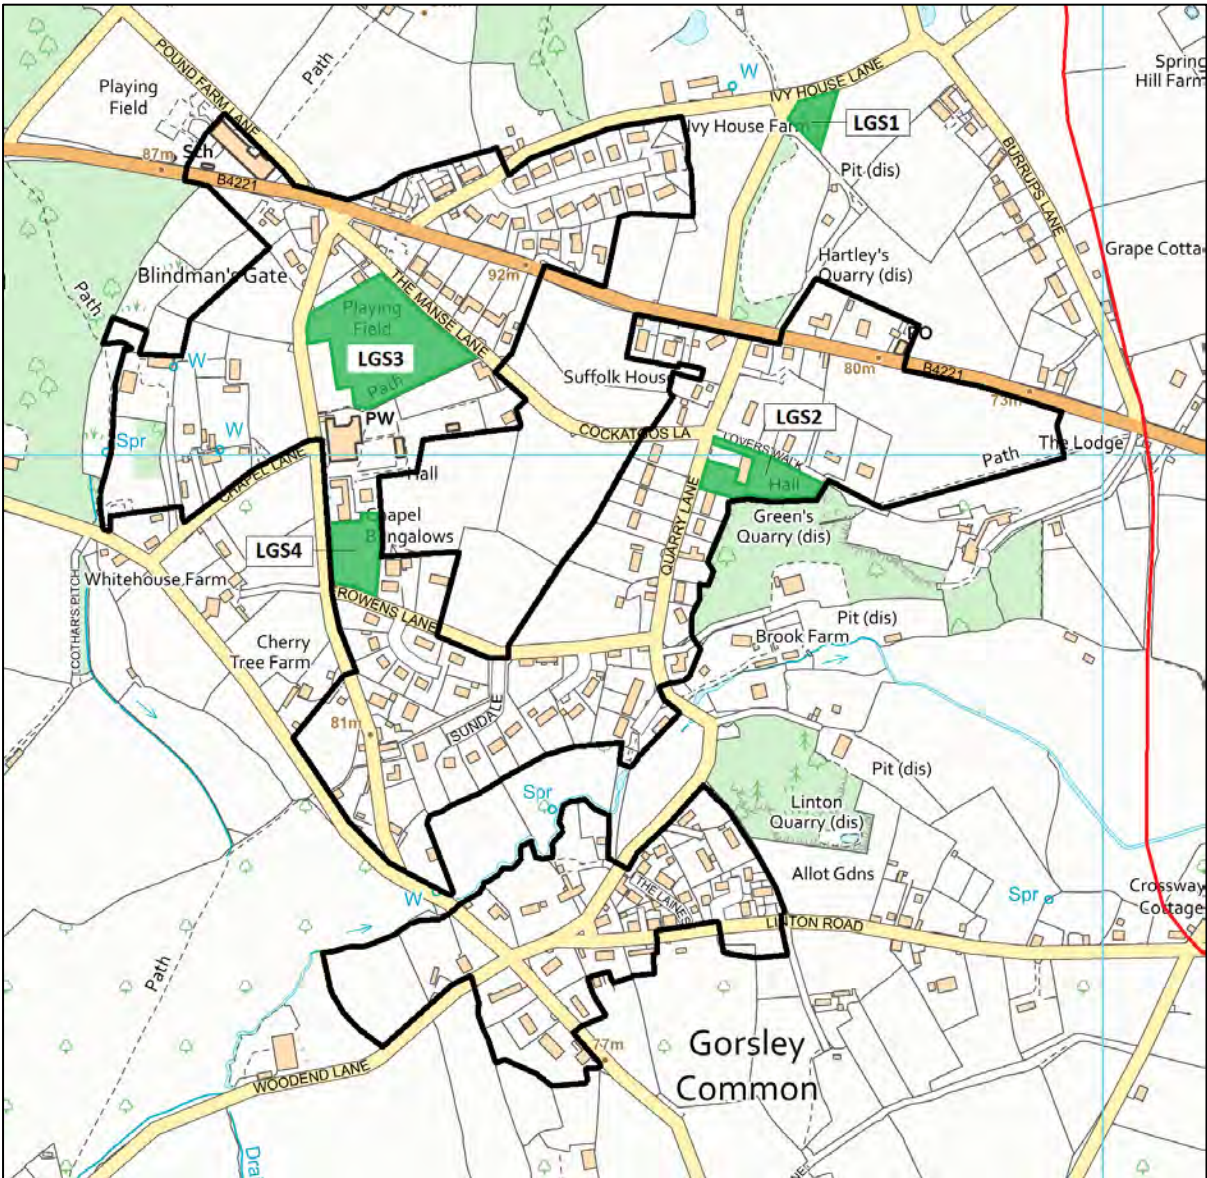 POUND FARM LANE
Path
Playing
Field
W
IVY HOUSE LANE
Spring
Hill Farm
Ivy House Farm
LGS1
87m
Sch
B4221
Pit (dis)
BURRUPS LANE
Blindman's Gate
Path
92m
THE MANSE LANE
Hartley's
Quarry (dis)
Grape Cotta
Playing
Field
LGS3
Path
W
PO
80m
B4221
73m
Suffolk House
LGS2
PW
COCKATOOS LA
LOVERS WALK
The Lodge
Path
Spr
W
CHAPEL LANE
Hall
Hall
Green's
Quarry (dis)
Chapel
Bungalows
LGS4
QUARRY LANE
Whitehouse Farm
ROWENS LANE
COTHAR'S PITCH
Pit (dis)
Brook Farm
Cherry
Tree Farm
81m
SUNDALE
Pit (dis)
Spr
Linton
Quarry (dis)
Allot Gdns
W
THE LAINES
Spr
Crossway
Cottage
LINTON ROAD
Path
77m
Gorsley
Common
WOODEND LANE
Drai